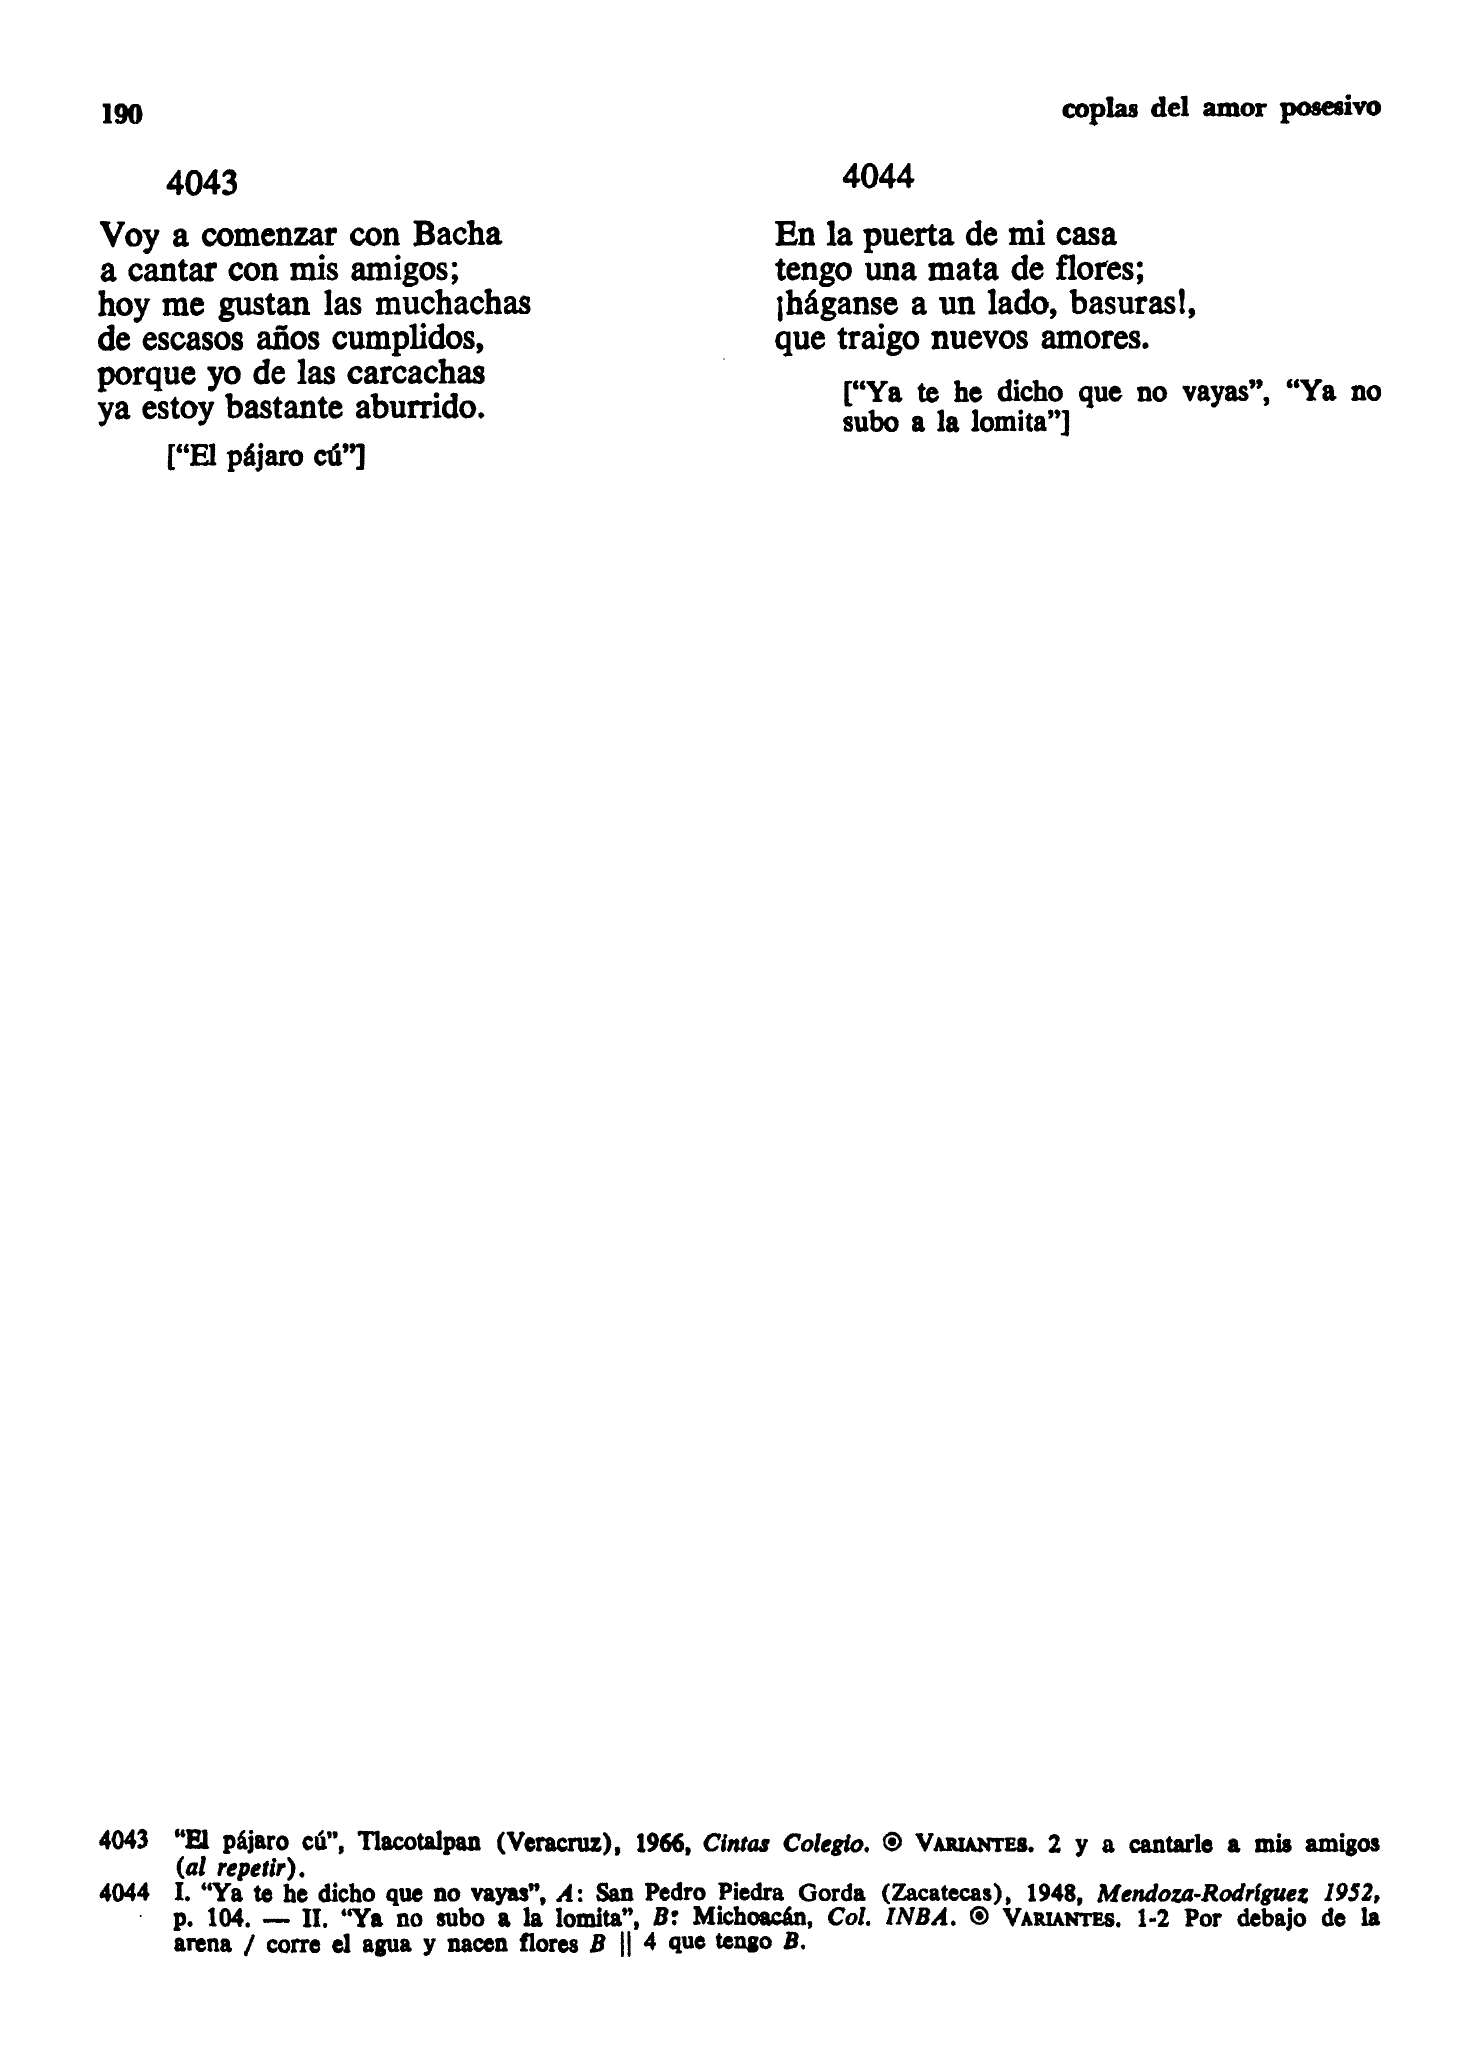 190
coplas del amor posesivo
4043
Voy a comenzar con Bacha
a cantar con mis amigos;
hoy me gustan las muchachas
de escasos años cumplidos,
porque yo de las carcachas
ya estoy bastante aburrido.
[“El pájaro cú”]
4044
En la puerta de mi casa
tengo una mata de flores;
¡háganse a un lado, basuras!,
que traigo nuevos amores.
[“Ya te he dicho que no vayas”, “Ya no
subo a la lomita”]
4043 “El pájaro cú”, Tlacotalpan (Veracruz), 1966, Cintas Colegio. ⊙ VARIANTES. 2 y a cantarle a mis amigos
(al repetir).
4044 I. “Ya te he dicho que no vayas”, A: San Pedro Piedra Gorda (Zacatecas), 1948, Mendoza-Rodríguez 1952,
p. 104. — II. “Ya no subo a la lomita”, B: Michoacán, Col. INBA. ⊙ VARIANTES. 1-2 Por debajo de la
arena / corre el agua y nacen flores B || 4 que tengo B.